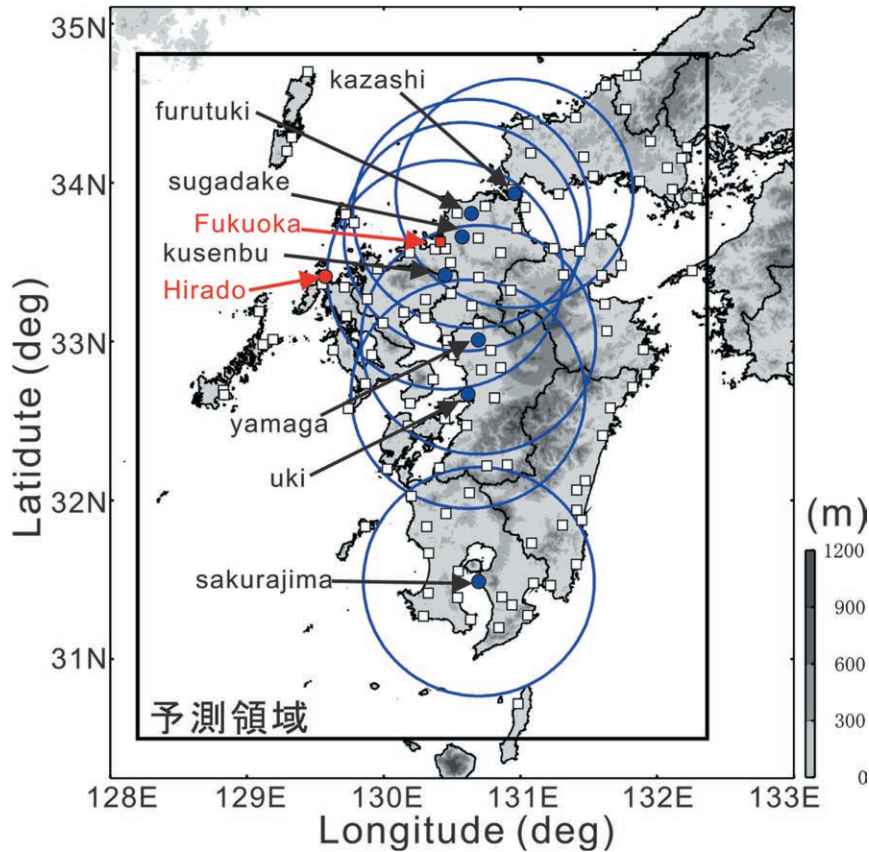 35N
kazashi
furutuki
34N
sugadake
Fukuoka
kusenbu
Hirado
33N
yamaga
uki
32N
sakurajima
31N
予測領域
128E
129E
130E
131E
132E
133E
Longitude (deg)
Latidute (deg)
(m)
1200
900
600
300
0